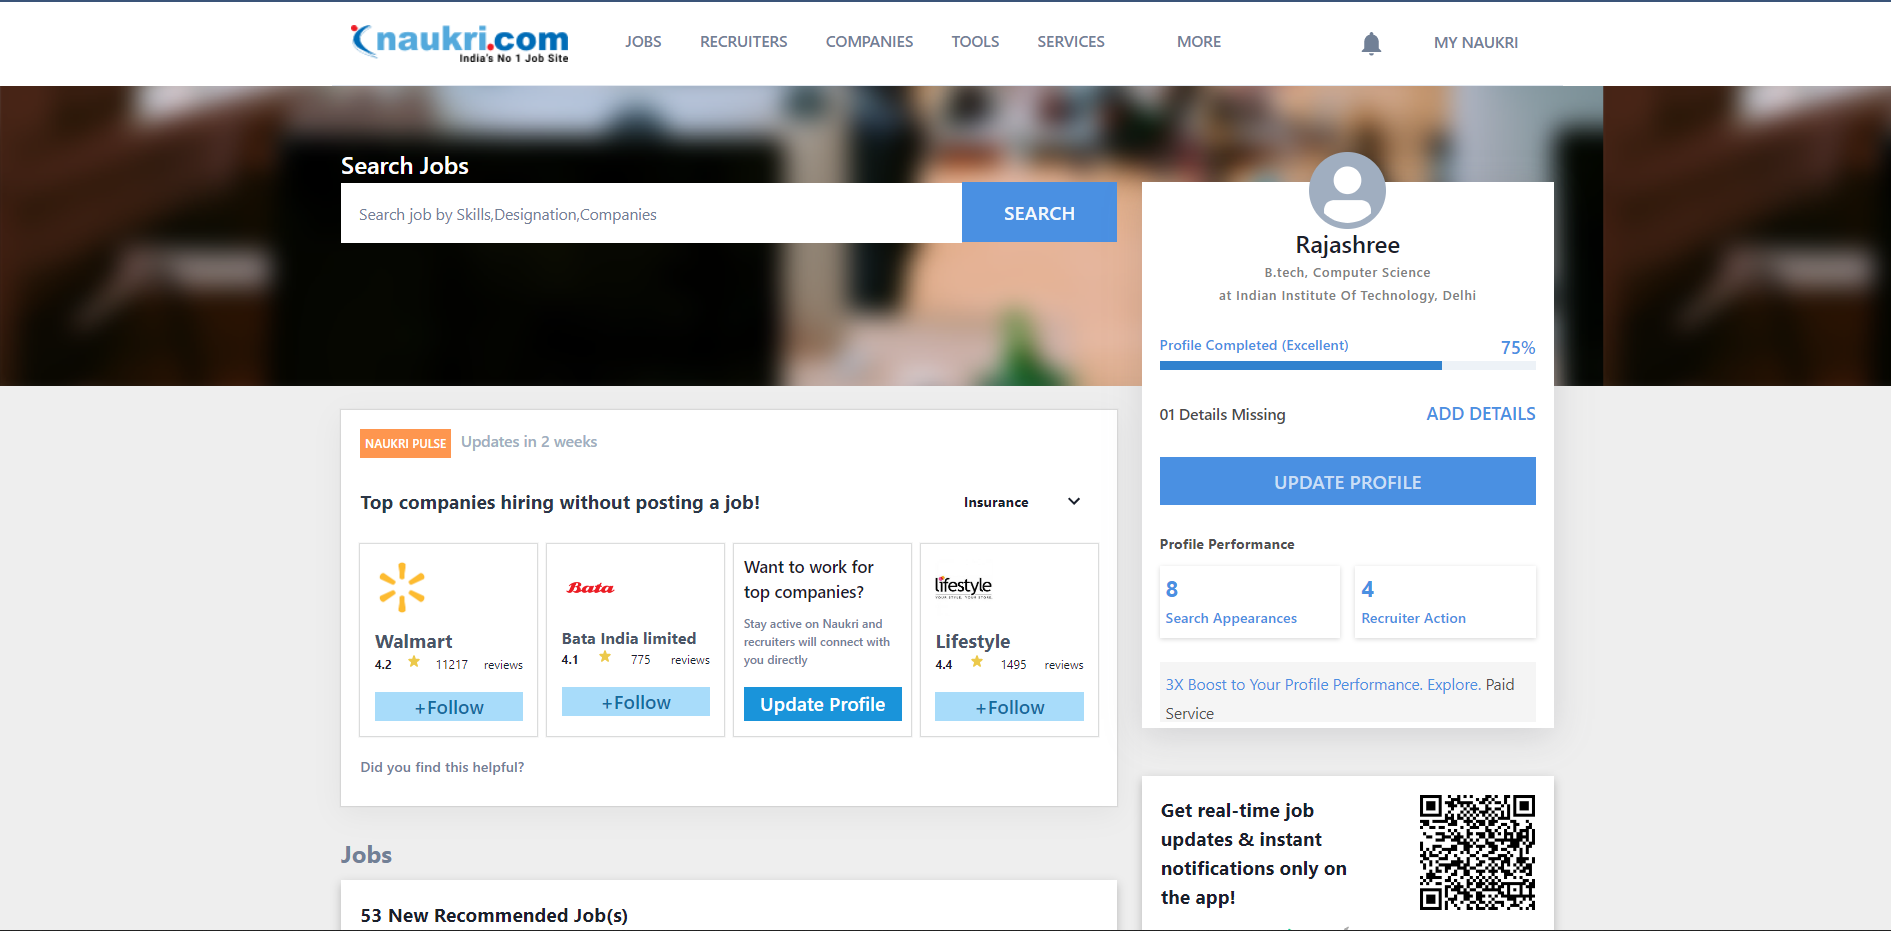 naukri.com
India's No 1 Job Site
JOBS RECRUITERS COMPANIES TOOLS SERVICES MORE MY NAUKRI
Search Jobs
Search job by Skills,Designation,Companies
SEARCH
Rajashree
B.tech, Computer Science
at Indian Institute Of Technology, Delhi
Profile Completed (Excellent) 75%
01 Details Missing ADD DETAILS
UPDATE PROFILE
Profile Performance
8
Search Appearances
4
Recruiter Action
3X Boost to Your Profile Performance. Explore. Paid
Service
NAUKRI PULSE Updates in 2 weeks
Top companies hiring without posting a job! Insurance
Walmart
4.2 11217 reviews
+Follow
Bata
Bata India limited
4.1 775 reviews
+Follow
Want to work for
top companies?
Stay active on Naukri and
recruiters will connect with
you directly
Update Profile
lifestyle
YOUR STYLE. YOUR STORE.
Lifestyle
4.4 1495 reviews
+Follow
Did you find this helpful?
Get real-time job
updates & instant
notifications only on
the app!
Jobs
53 New Recommended Job(s)